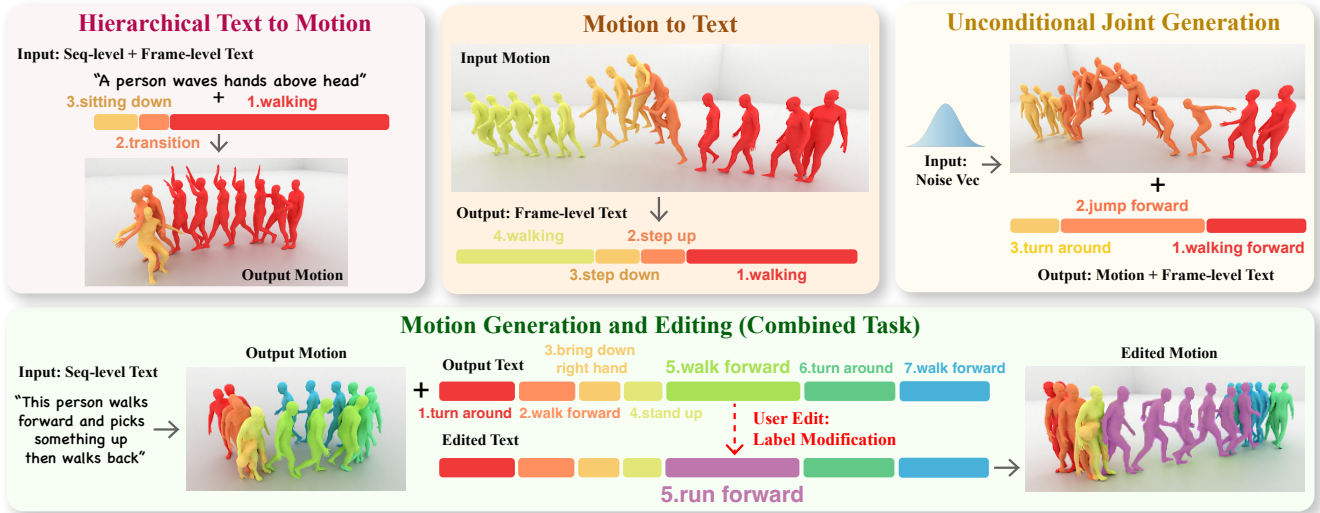 Hierarchical Text to Motion
Input: Seq-level + Frame-level Text
“A person waves hands above head”
3.sitting down + 1.walking
2.transition
Output Motion
Motion to Text
Input Motion
Output: Frame-level Text
4.walking 2.step up
3.step down 1.walking
Unconditional Joint Generation
Input:
Noise Vec
+
2.jump forward
3.turn around 1.walking forward
Output: Motion + Frame-level Text
Motion Generation and Editing (Combined Task)
Input: Seq-level Text
“This person walks
forward and picks
something up
then walks back”
Output Motion
+
Output Text
3.bring down
right hand
5.walk forward
6.turn around
7.walk forward
1.turn around
2.walk forward
4.stand up
User Edit:
Label Modification
Edited Text
5.run forward
Edited Motion